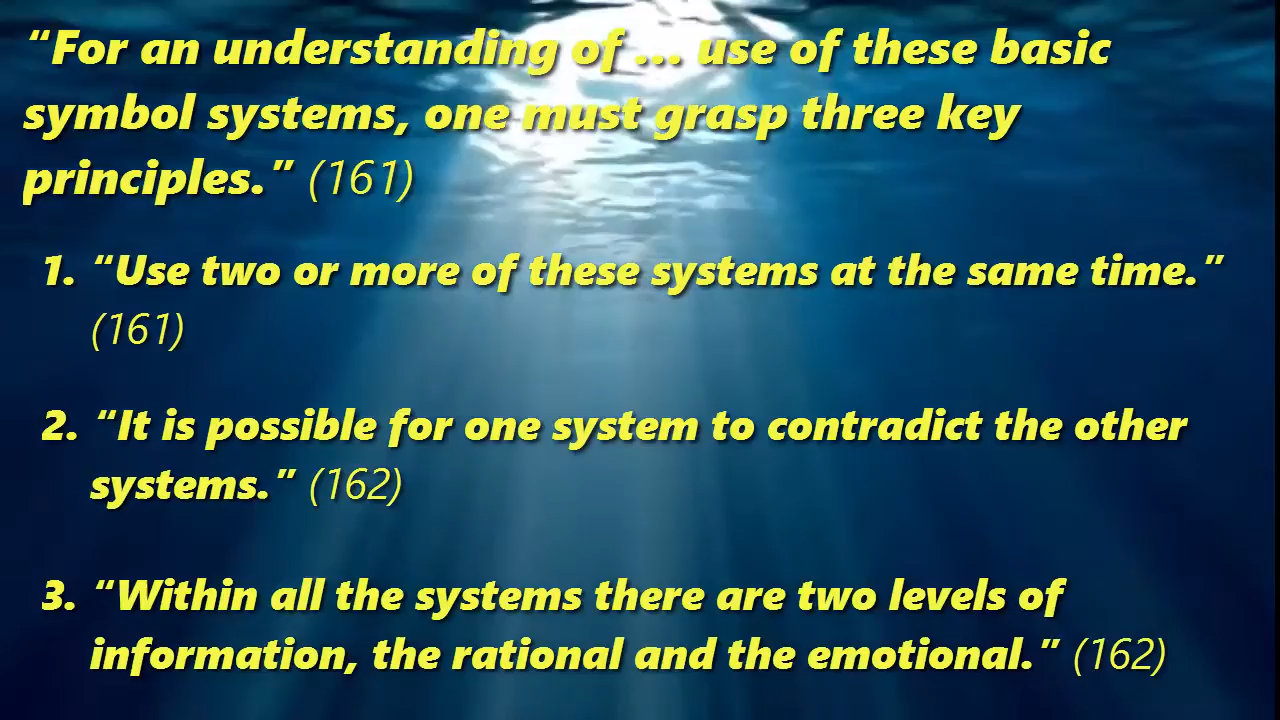 “For an understanding of ... use of these basic
symbol systems, one must grasp three key
principles.” (161)
1. “Use two or more of these systems at the same time.”
(161)
2. “It is possible for one system to contradict the other
systems.” (162)
3. “Within all the systems there are two levels of
information, the rational and the emotional.” (162)